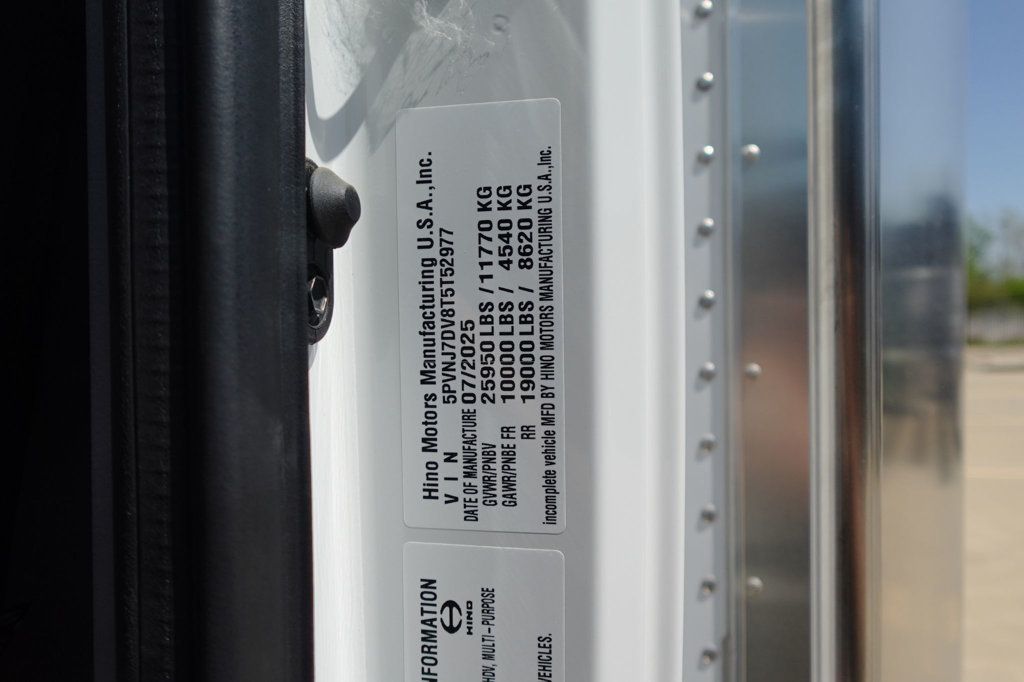 Hino Motors Manufacturing U.S.A.,Inc.
V I N 5PVNJ7DV8T5T52977
DATE OF MANUFACTURE 07/2025
GVWR/PNBV 25950 LBS / 11770 KG
GAWR/PNBE FR 10000 LBS / 4540 KG
RR 19000 LBS / 8620 KG
incomplete vehicle MFD BY HINO MOTORS MANUFACTURING U.S.A.,Inc.
NFORMATION
HINO
HDV, MULTI-PURPOSE
VEHICLES.